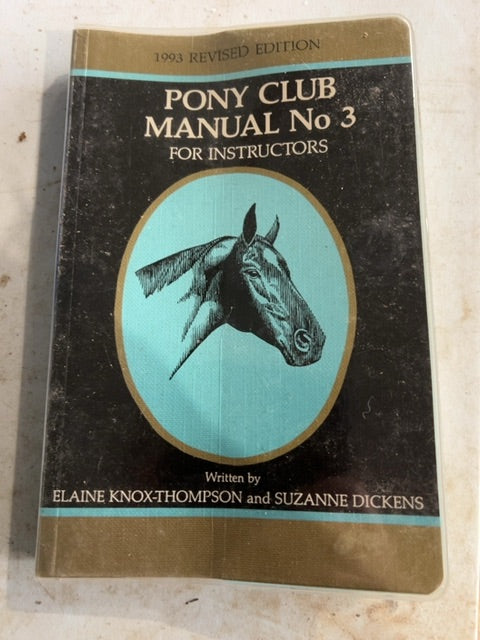 1993 REVISED EDITION
PONY CLUB
MANUAL No 3
FOR INSTRUCTORS
Written by
ELAINE KNOX-THOMPSON and SUZANNE DICKENS